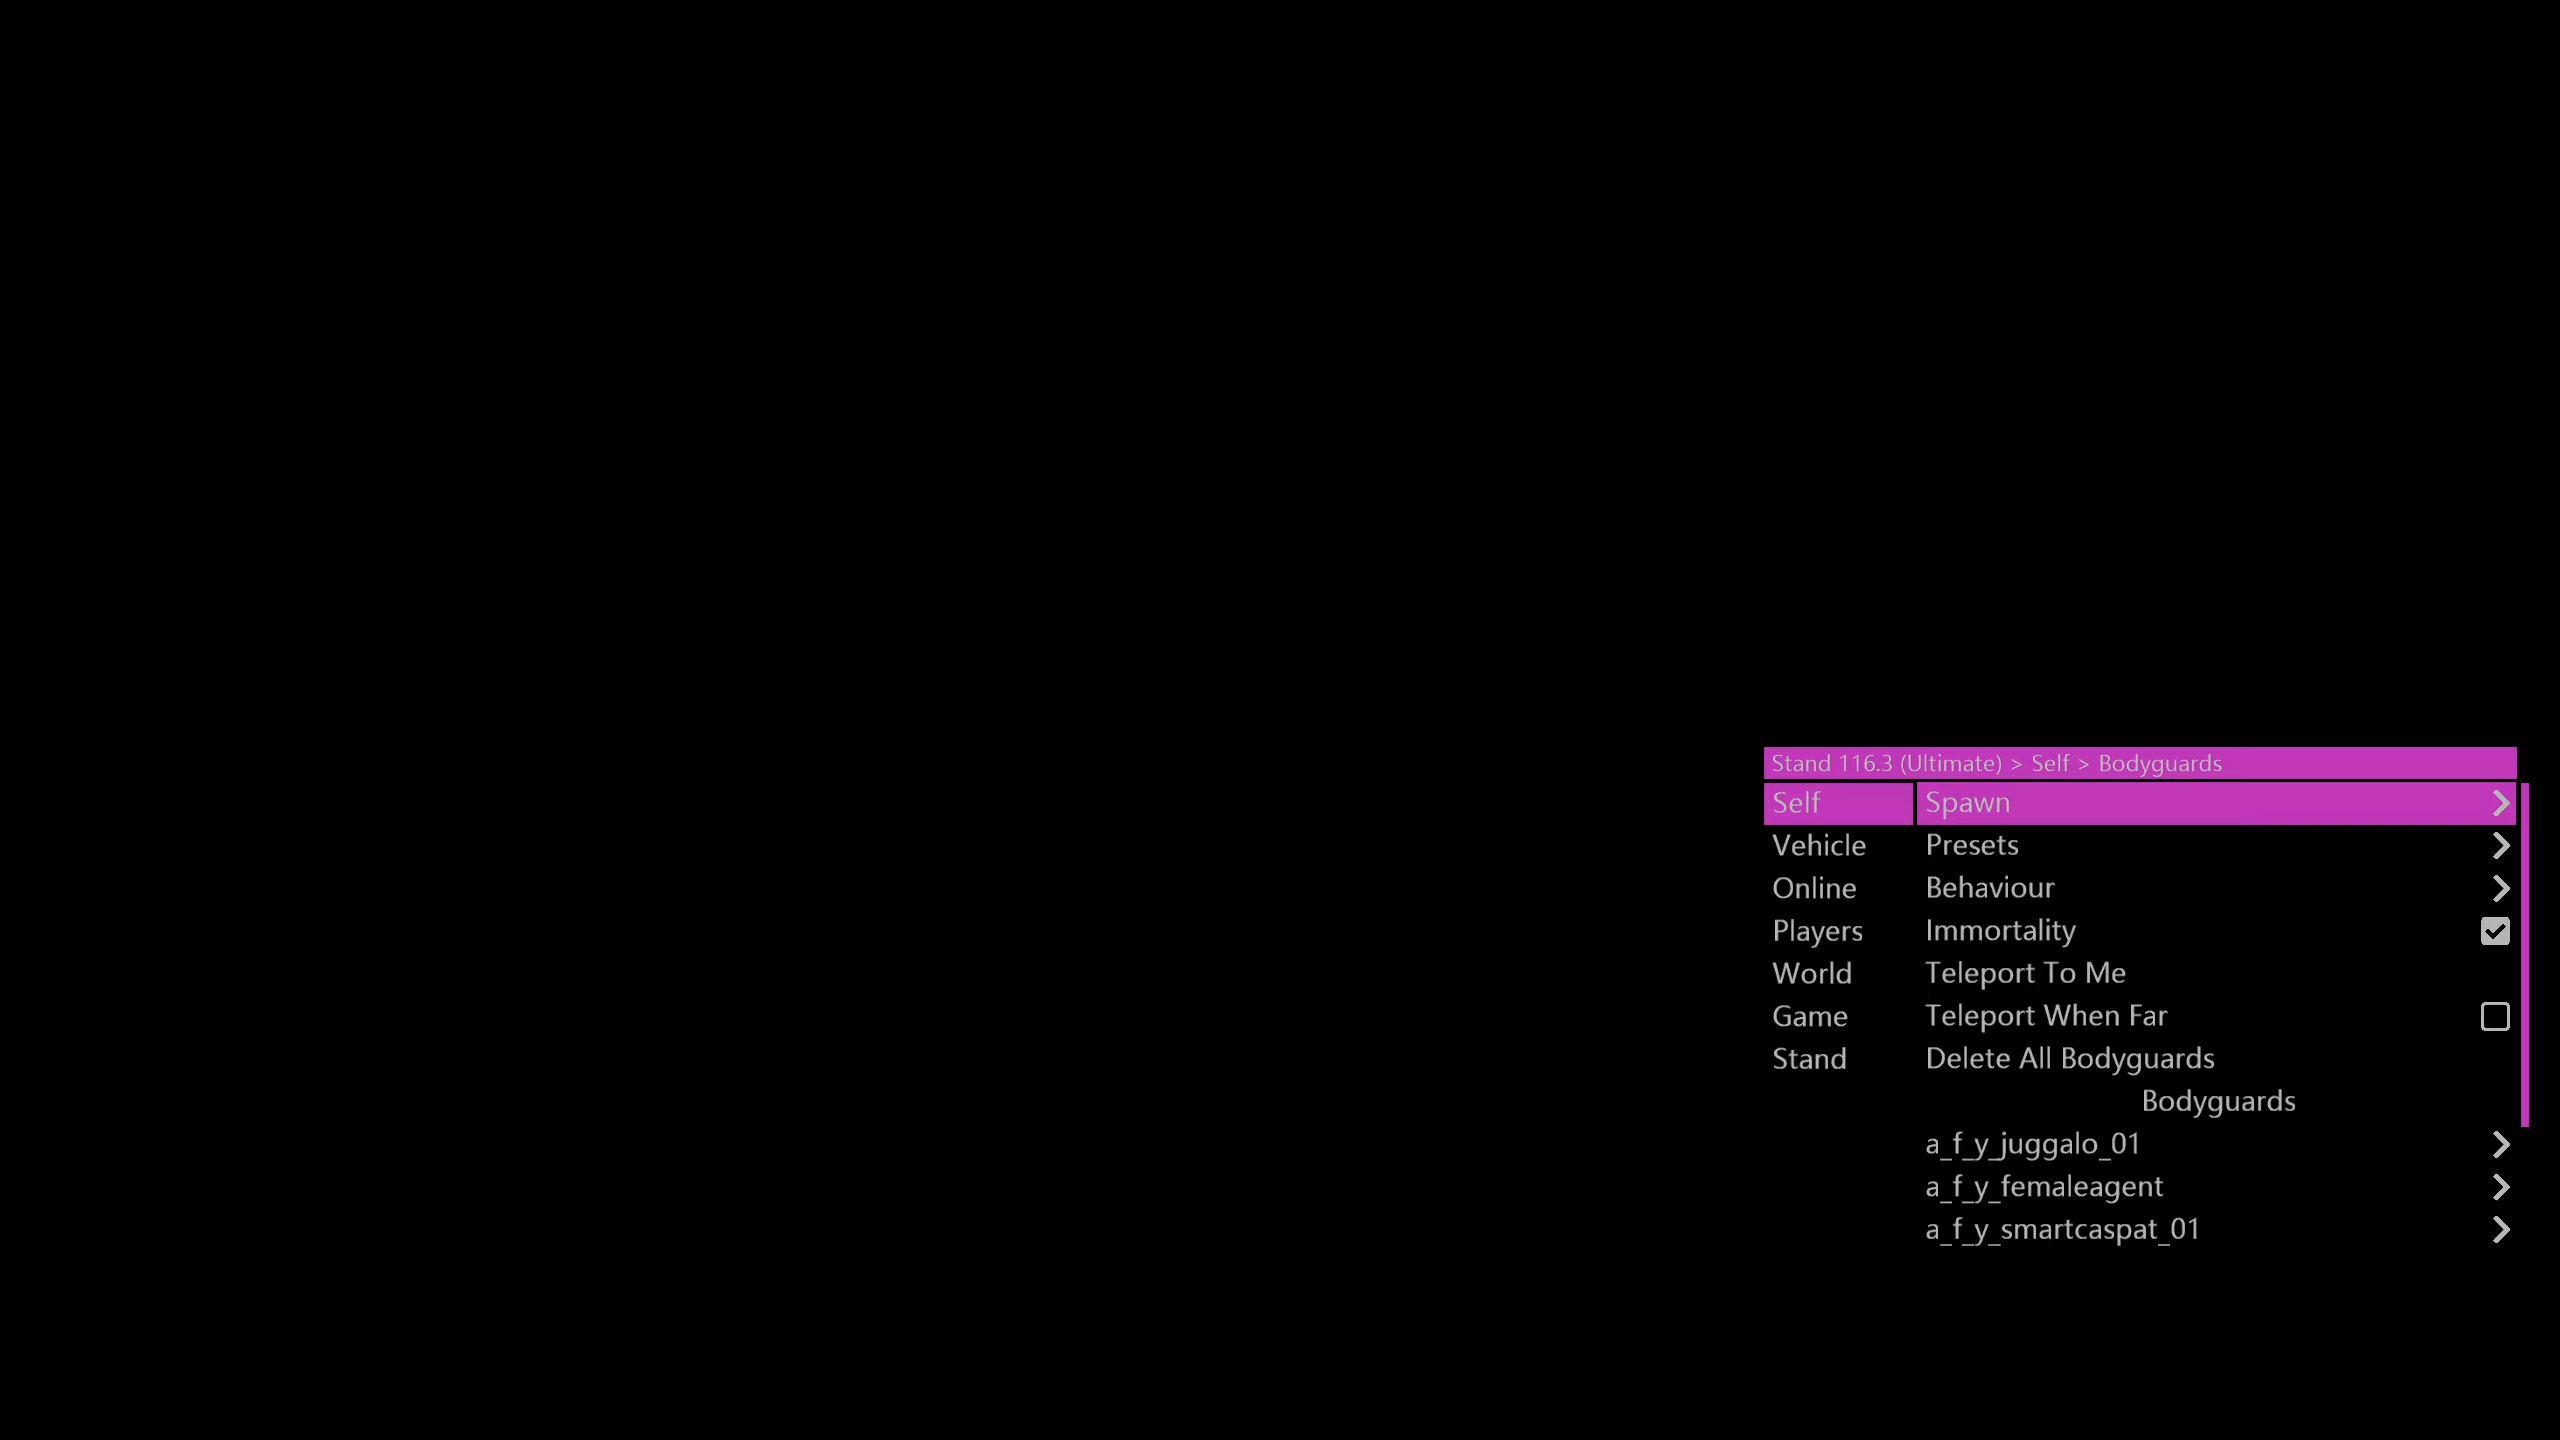 Stand 116.3 (Ultimate) > Self > Bodyguards
Self
Vehicle
Online
Players
World
Game
Stand
Spawn
Presets
Behaviour
Immortality
Teleport To Me
Teleport When Far
Delete All Bodyguards
Bodyguards
a_f_y_juggalo_01
a_f_y_femaleagent
a_f_y_smartcaspat_01